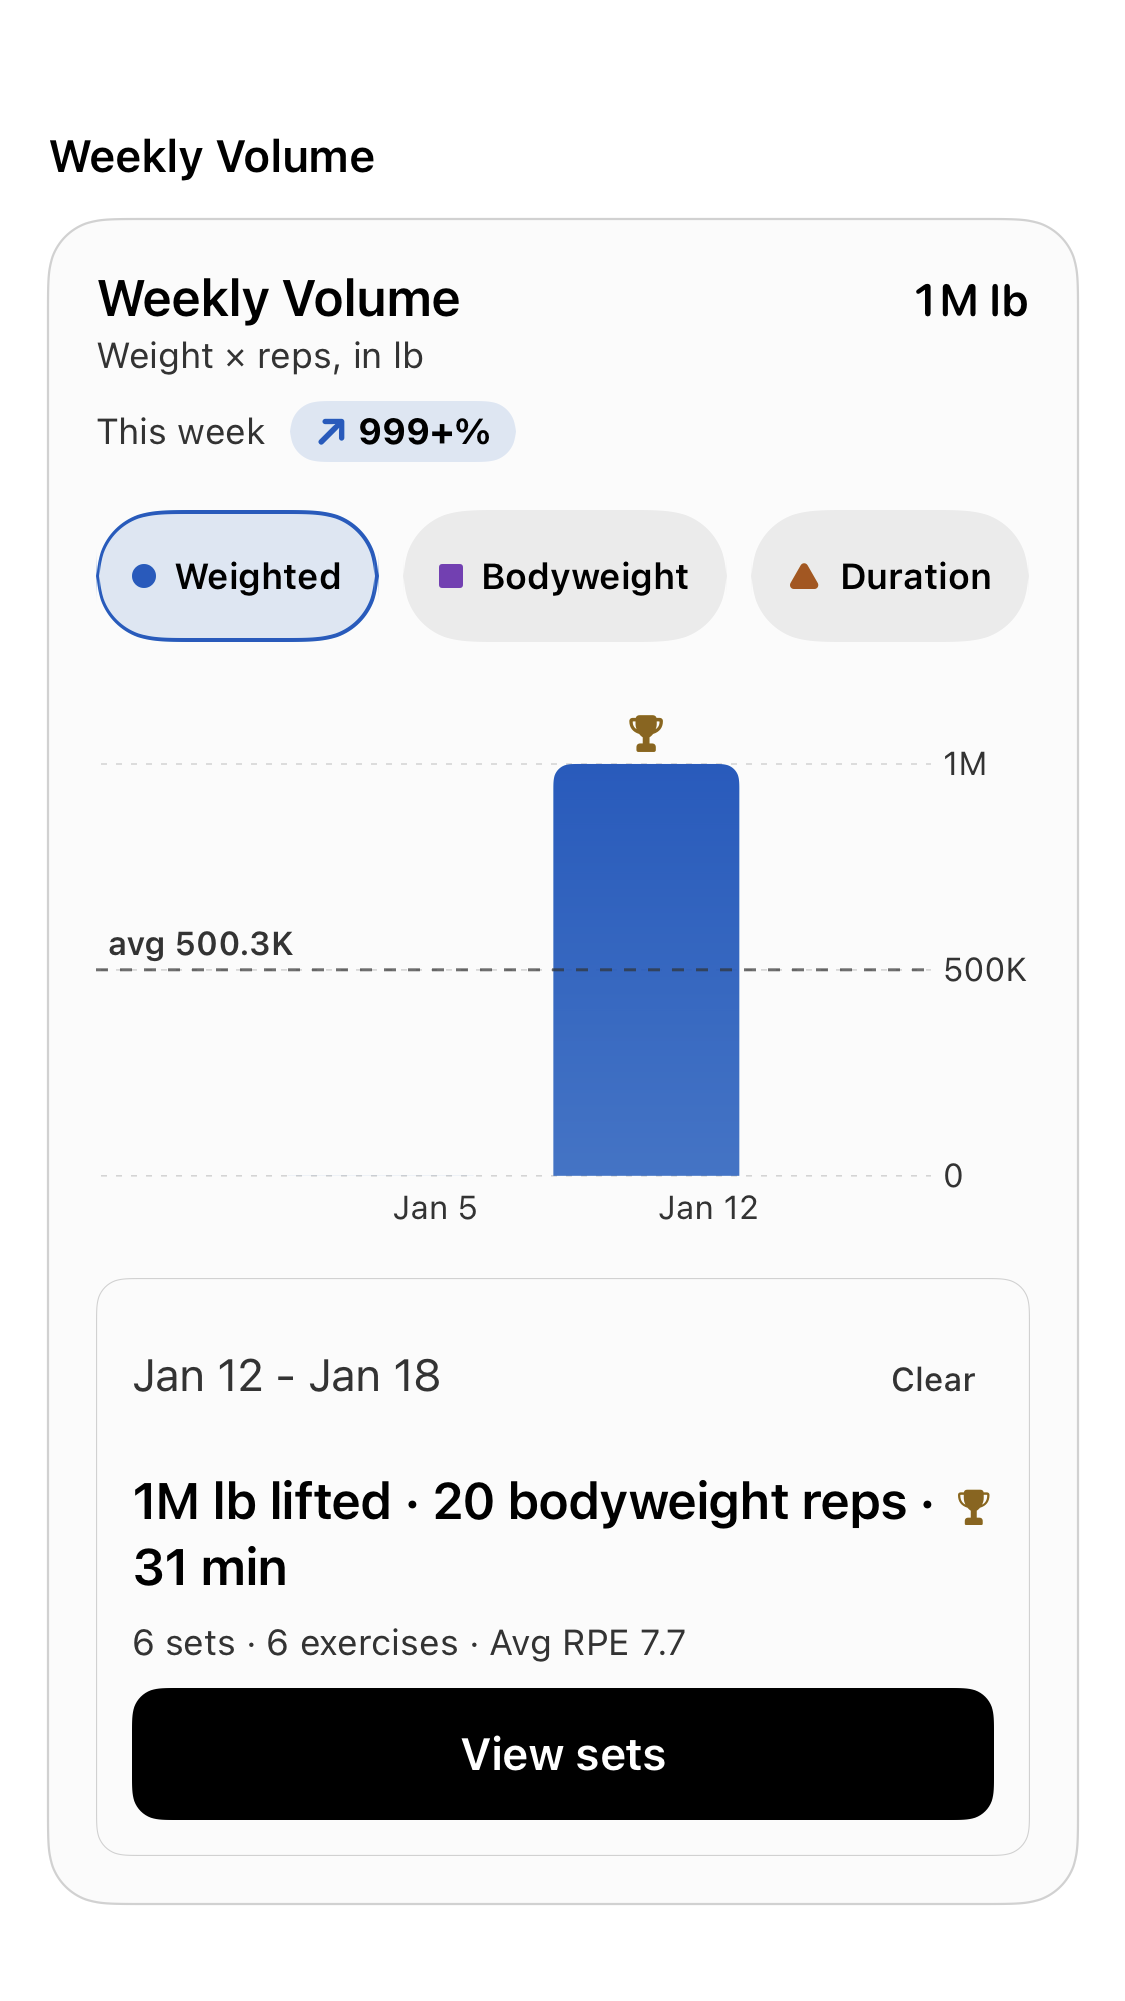 Weekly Volume
Weekly Volume
1M lb
Weight × reps, in lb
This week 999+%
Weighted
Bodyweight
Duration
1M
avg 500.3K
500K
0
Jan 5
Jan 12
Jan 12 - Jan 18
Clear
1M lb lifted · 20 bodyweight reps ·
31 min
6 sets · 6 exercises · Avg RPE 7.7
View sets